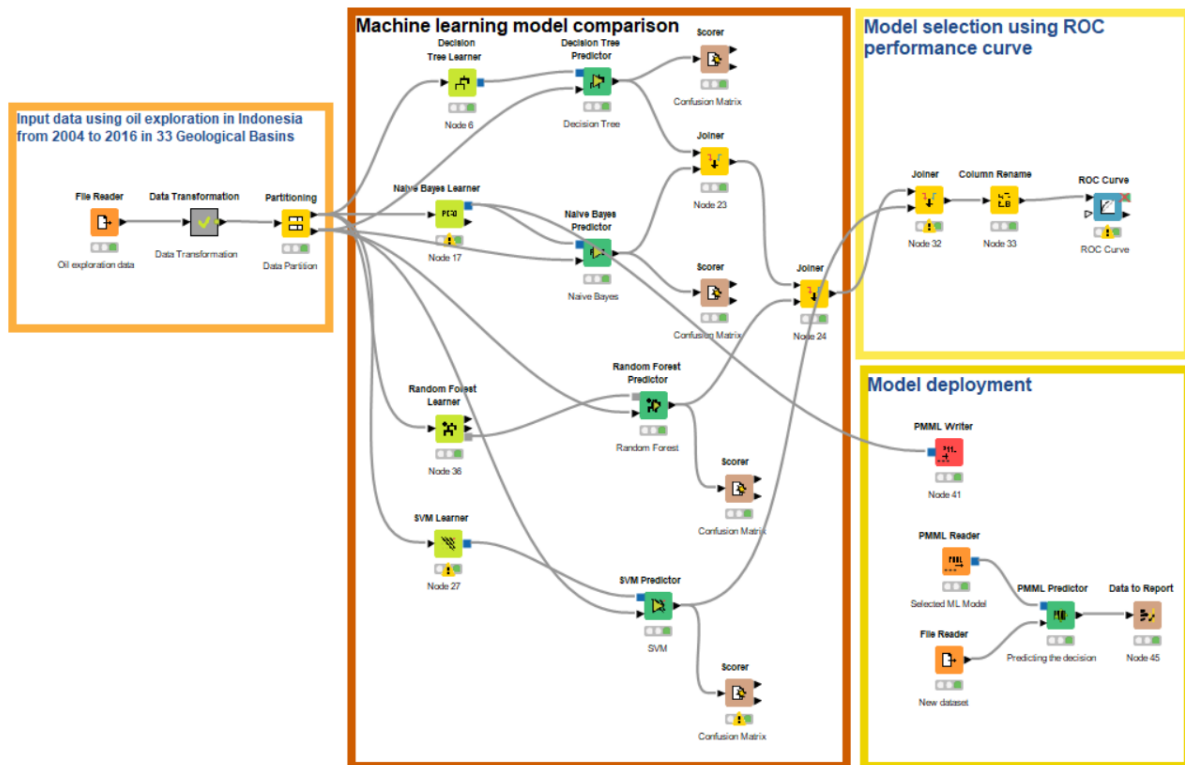 Input data using oil exploration in Indonesia
from 2004 to 2016 in 33 Geological Basins
File Reader
Oil exploration data
Data Transformation
Data Transformation
Partitioning
Data Partition
Machine learning model comparison
Decision
Tree Learner
Node 6
Decision Tree
Predictor
Decision Tree
Scorer
Confusion Matrix
Joiner
Node 23
Naive Bayes Learner
Node 17
Naive Bayes
Predictor
Naive Bayes
Scorer
Confusion Matrix
Joiner
Node 24
Random Forest
Learner
Node 36
Random Forest
Predictor
Random Forest
Scorer
Confusion Matrix
SVM Learner
Node 27
SVM Predictor
SVM
Scorer
Confusion Matrix
Model selection using ROC
performance curve
Joiner
Node 32
Column Rename
Node 33
ROC Curve
ROC Curve
Model deployment
PMML Writer
Node 41
PMML Reader
Selected ML Model
File Reader
New dataset
PMML Predictor
Predicting the decision
Data to Report
Node 45